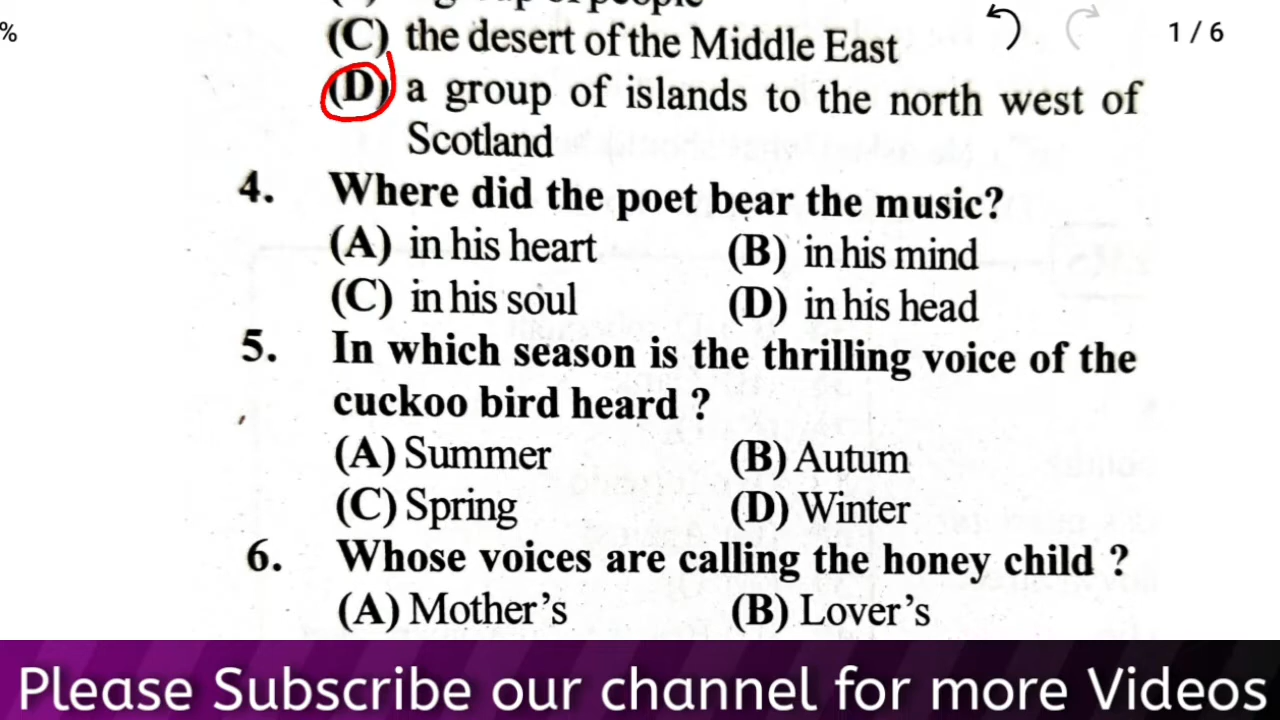 (C) the desert of the Middle East
1 / 6
%
(D) a group of islands to the north west of
Scotland
4. Where did the poet bear the music?
(A) in his heart (B) in his mind
(C) in his soul (D) in his head
5. In which season is the thrilling voice of the
cuckoo bird heard ?
(A) Summer (B) Autum
(C) Spring (D) Winter
6. Whose voices are calling the honey child ?
(A) Mother's (B) Lover's
Please Subscribe our channel for more Videos